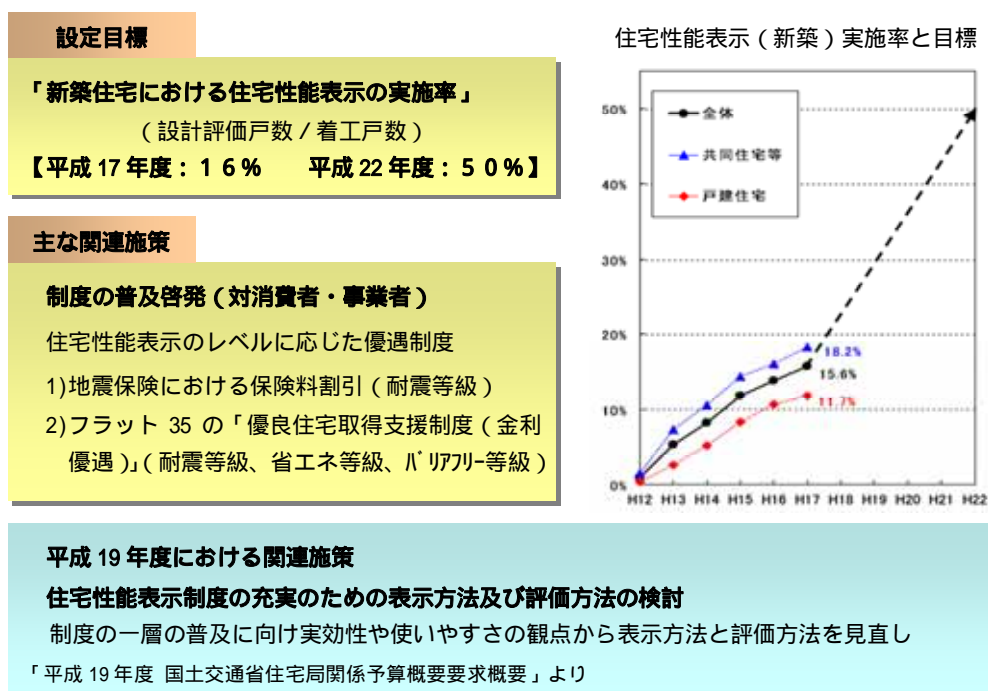 設定目標
「新築住宅における住宅性能表示の実施率」
(設計評価戸数/着工戸数)
【平成17年度:16% 平成22年度:50%】
主な関連施策
制度の普及啓発(対消費者・事業者)
住宅性能表示のレベルに応じた優遇制度
1)地震保険における保険料割引(耐震等級)
2)フラット 35 の「優良住宅取得支援制度(金利
優遇)」(耐震等級、省エネ等級、バリアフリー等級)
住宅性能表示(新築)実施率と目標
50%
40%
30%
20%
10%
0%
全体
共同住宅等
戸建住宅
18.2%
15.6%
11.7%
H12 H13 H14 H15 H16 H17 H18 H19 H20 H21 H22
平成 19 年度における関連施策
住宅性能表示制度の充実のための表示方法及び評価方法の検討
制度の一層の普及に向け実効性や使いやすさの観点から表示方法と評価方法を見直し
「平成 19 年度 国土交通省住宅局関係予算概要要求概要」より